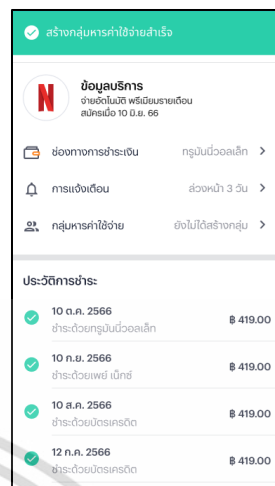 สร้างกลุ่มหารค่าใช้จ่ายสำเร็จ
N
ข้อมูลบริการ
จ่ายอัตโนมัติ พรีเมียมรายเดือน
สมัครเมื่อ 10 มิ.ย. 66
ช่องทางการชำระเงิน ทรูมันนี่วอลเล็ก
การแจ้งเตือน ล่วงหน้า 3 วัน
กลุ่มหารค่าใช้จ่าย ยังไม่ได้สร้างกลุ่ม
ประวัติการชำระ
10 ต.ค. 2566
ชำระด้วยทรูมันนี่วอลเล็ก
฿ 419.00
10 ก.ย. 2566
ชำระด้วยเพย์ เน็กซ์
฿ 419.00
10 ส.ค. 2566
ชำระด้วยบัตรเครดิต
฿ 419.00
12 ก.ค. 2566
ชำระด้วยบัตรเครดิต
฿ 419.00